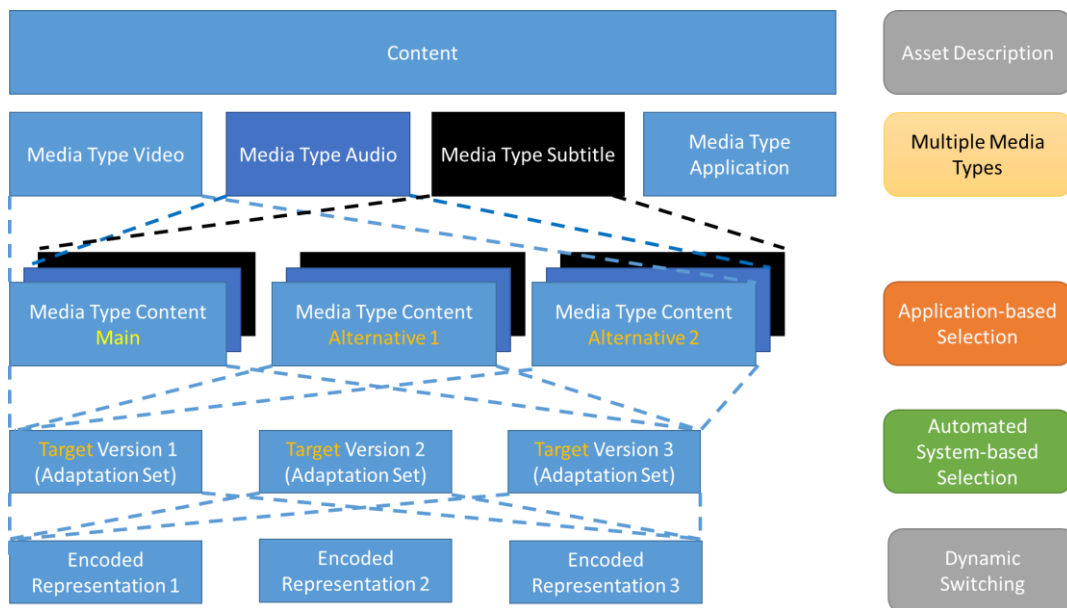 Content
Asset Description
Media Type Video
Media Type Audio
Media Type Subtitle
Media Type
Application
Multiple Media
Types
Media Type Content
Main
Media Type Content
Alternative 1
Media Type Content
Alternative 2
Application-based
Selection
Target Version 1
(Adaptation Set)
Target Version 2
(Adaptation Set)
Target Version 3
(Adaptation Set)
Automated
System-based
Selection
Encoded
Representation 1
Encoded
Representation 2
Encoded
Representation 3
Dynamic
Switching